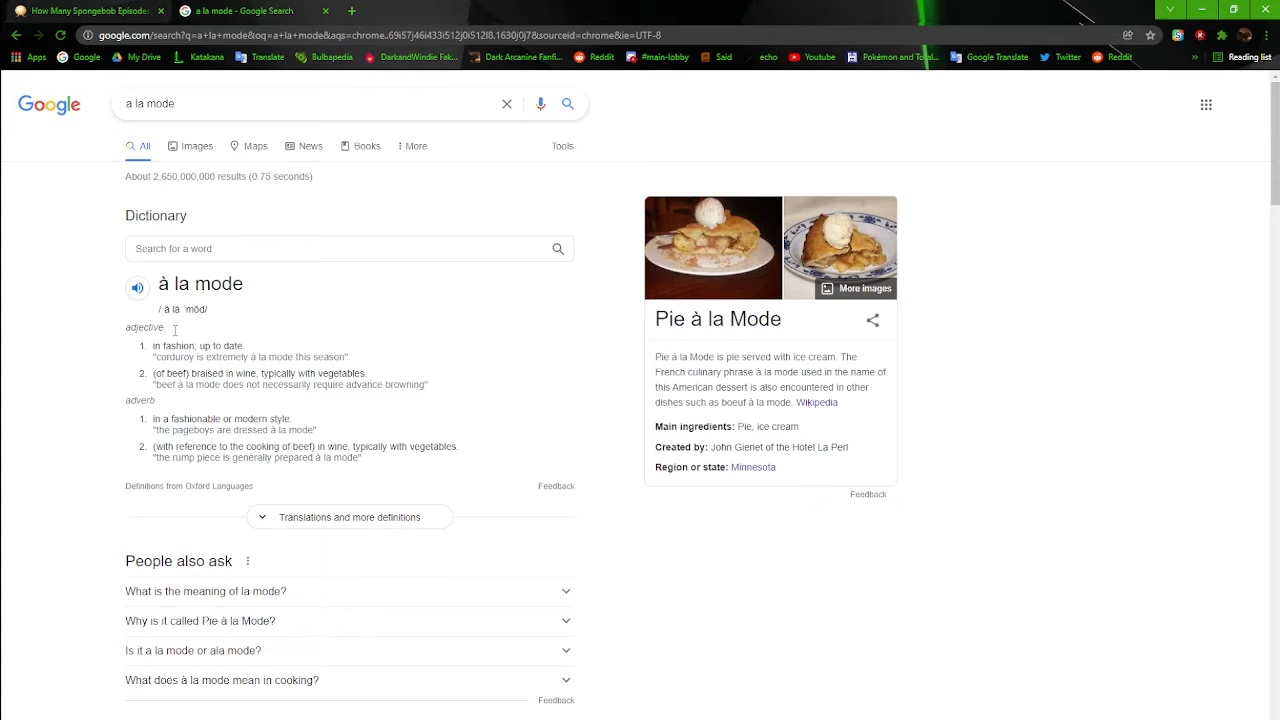 How Many Spongebob Episodes
a la mode - Google Search
google.com/search?q=a+la+mode&oq=a+la+mode&aqs=chrome..69i57j46i433i512j0i512l8.1630j0j7&sourceid=chrome&ie=UTF-8
Apps
Google
My Drive
Katakana
Translate
Bulbapedia
DarkandWindie Fak...
Dark Arcanine Fanfi...
Reddit
#main-lobby
Said
echo
Youtube
Pokémon and Total...
Google Translate
Twitter
Reddit
»
Reading list
Google
a la mode
All
Images
Maps
News
Books
More
Tools
About 2,650,000,000 results (0.75 seconds)
Dictionary
Search for a word
à la mode
adjective
1. in fashion; up to date.
"corduroy is extremely à la mode this season"
2. (of beef) braised in wine, typically with vegetables.
"beef à la mode does not necessarily require advance browning"
adverb
1. in a fashionable or modern style.
"the pageboys are dressed à la mode"
2. (with reference to the cooking of beef) in wine, typically with vegetables.
"the rump piece is generally prepared à la mode"
Definitions from Oxford Languages
Feedback
Translations and more definitions
People also ask
What is the meaning of la mode?
Why is it called Pie à la Mode?
Is it a la mode or ala mode?
What does à la mode mean in cooking?
Feedback
More images
Pie à la Mode
Pie à la Mode is pie served with ice cream. The
French culinary phrase à la mode used in the name of
this American dessert is also encountered in other
dishes such as boeuf à la mode. Wikipedia
Main ingredients: Pie, ice cream
Created by: John Gieriet of the Hotel La Perl
Region or state: Minnesota
Feedback